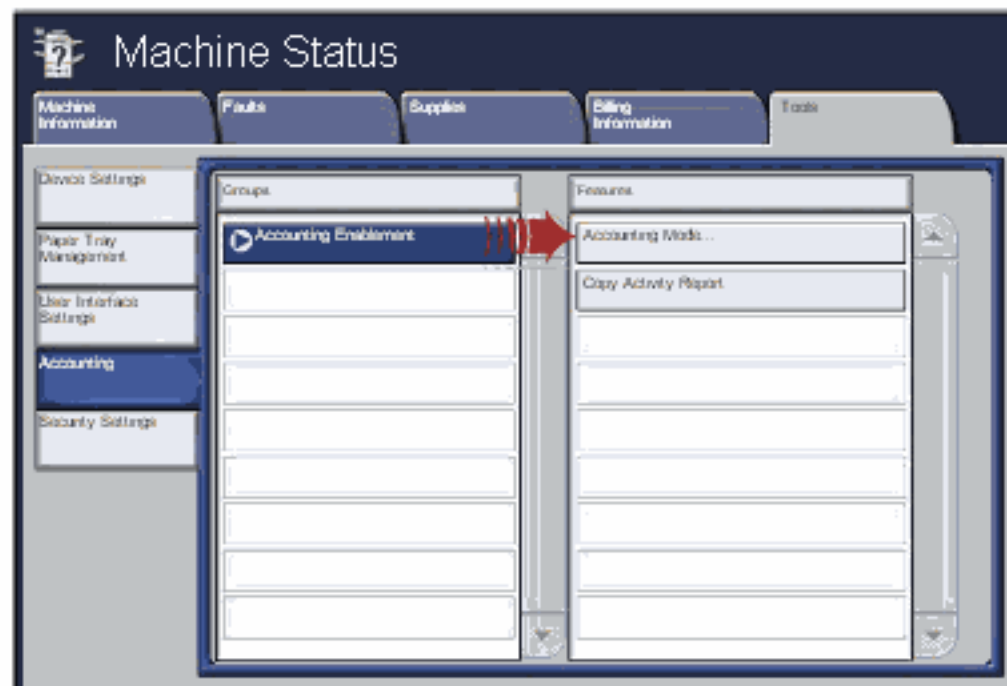 Machine Status
Machine
Information
Faults
Supplies
Billing
Information
Tools
Device Settings
Paper Tray
Management
User Interface
Settings
Accounting
Security Settings
Groups
Accounting Enablement
Features
Accounting Mode...
Copy Activity Report